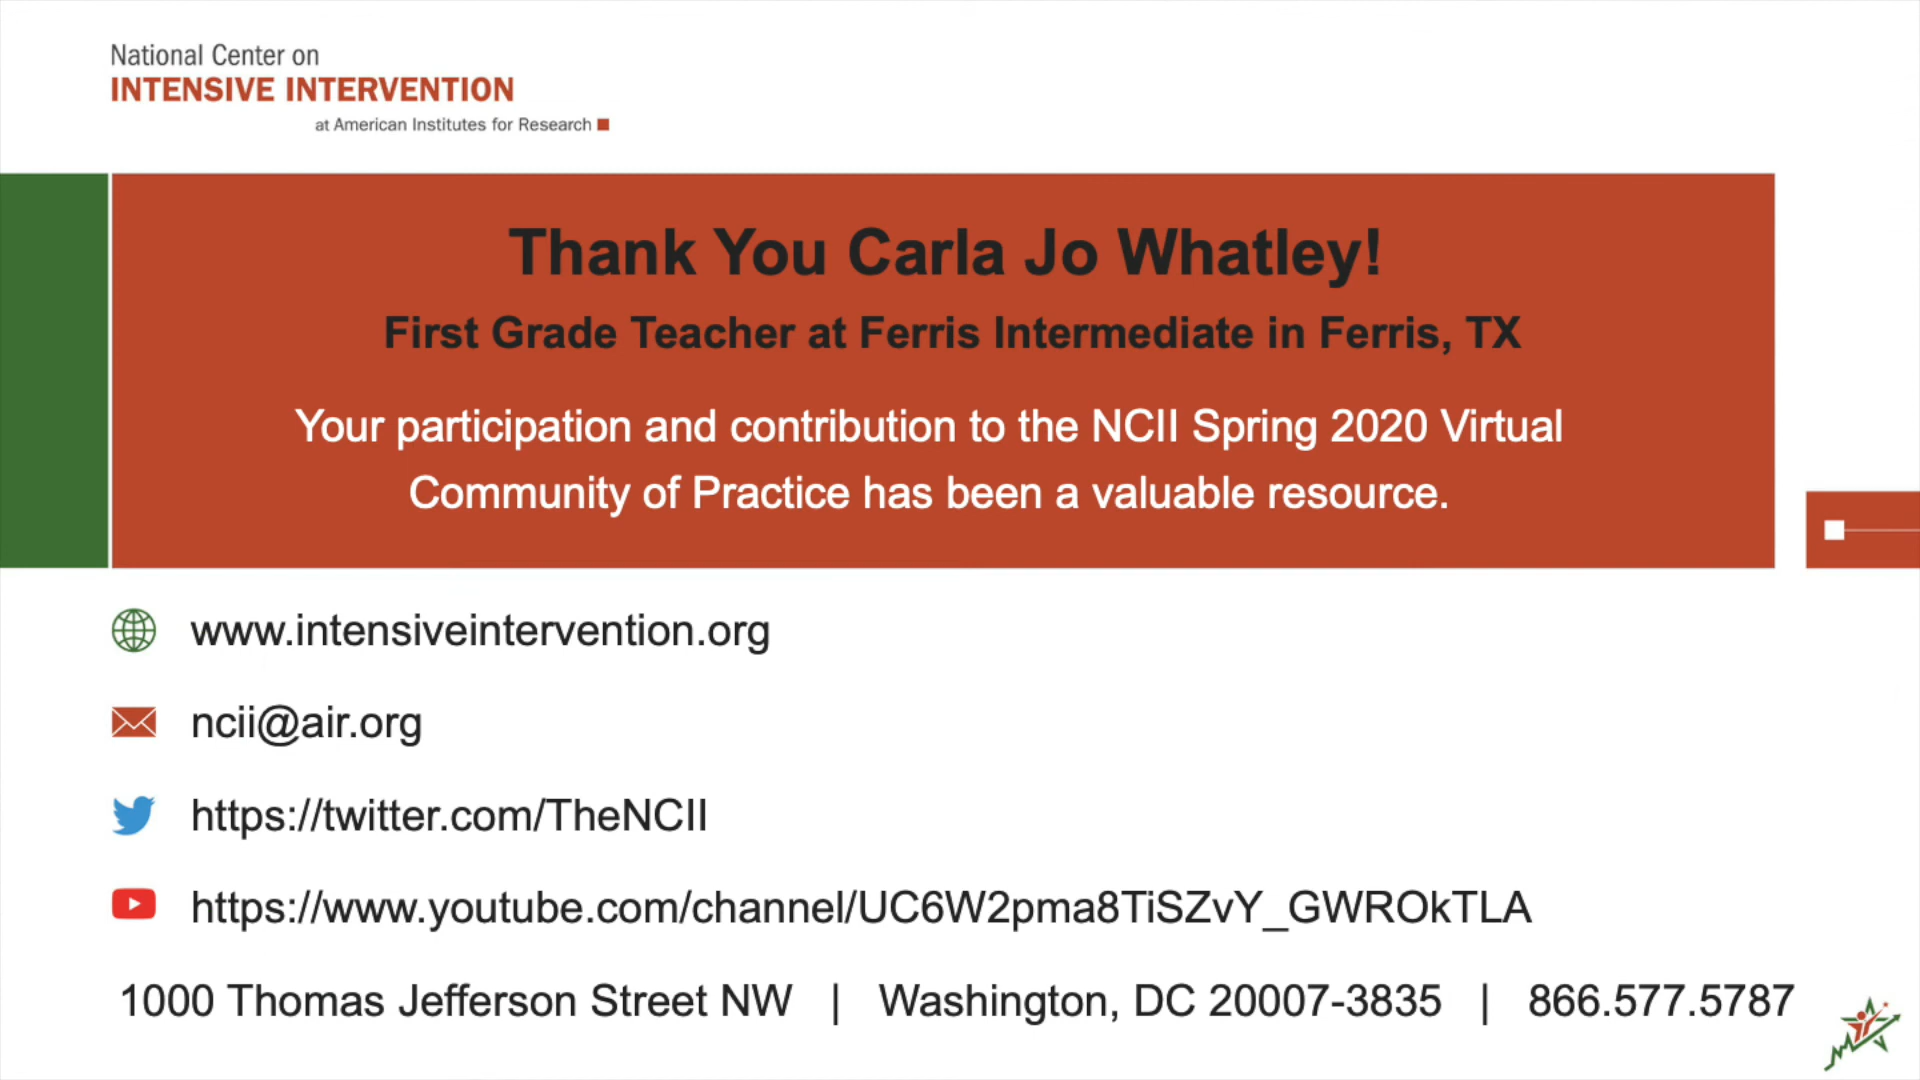 National Center on
INTENSIVE INTERVENTION
at American Institutes for Research
Thank You Carla Jo Whatley!
First Grade Teacher at Ferris Intermediate in Ferris, TX
Your participation and contribution to the NCII Spring 2020 Virtual
Community of Practice has been a valuable resource.
www.intensiveintervention.org
ncii@air.org
https://twitter.com/TheNCII
https://www.youtube.com/channel/UC6W2pma8TiSZvY_GWROkTLA
1000 Thomas Jefferson Street NW | Washington, DC 20007-3835 | 866.577.5787